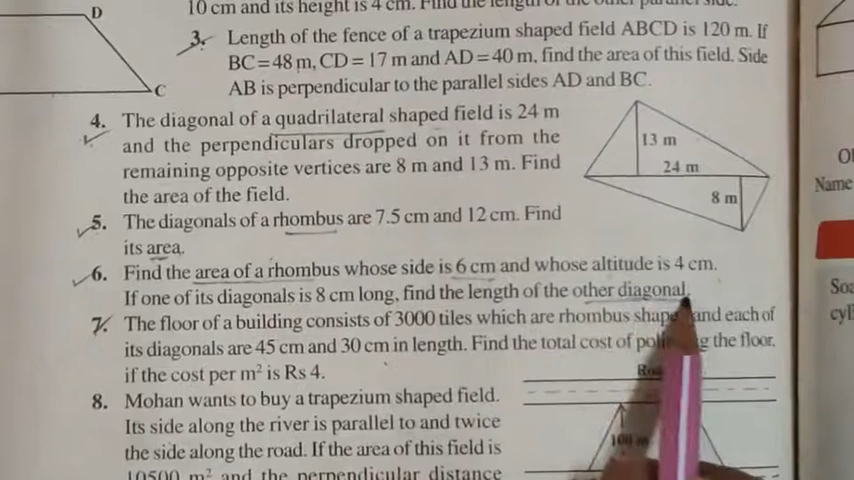 D
10 cm and its height is 4 cm. Find the length of the other parallel side.
3. Length of the fence of a trapezium shaped field ABCD is 120 m. If
BC = 48 m, CD = 17 m and AD = 40 m, find the area of this field. Side
AB is perpendicular to the parallel sides AD and BC.
C
4. The diagonal of a quadrilateral shaped field is 24 m
and the perpendiculars dropped on it from the
remaining opposite vertices are 8 m and 13 m. Find
the area of the field.
13 m
24 m
8 m
5. The diagonals of a rhombus are 7.5 cm and 12 cm. Find
its area.
6. Find the area of a rhombus whose side is 6 cm and whose altitude is 4 cm.
If one of its diagonals is 8 cm long, find the length of the other diagonal.
7. The floor of a building consists of 3000 tiles which are rhombus shaped and each of
its diagonals are 45 cm and 30 cm in length. Find the total cost of the floor,
if the cost per m² is Rs 4.
8. Mohan wants to buy a trapezium shaped field.
Its side along the river is parallel to and twice
the side along the road. If the area of this field is
10500 m² and the perpendicular distance
100 m
Name